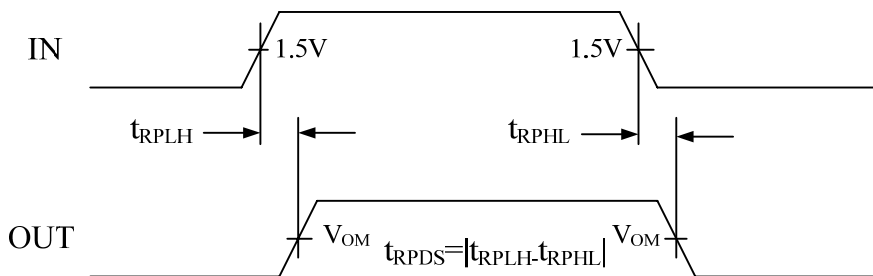 IN
1.5V
1.5V
tRPLH
tRPHL
OUT
VOM
tRPDS=|tRPLH-tRPHL|
VOM